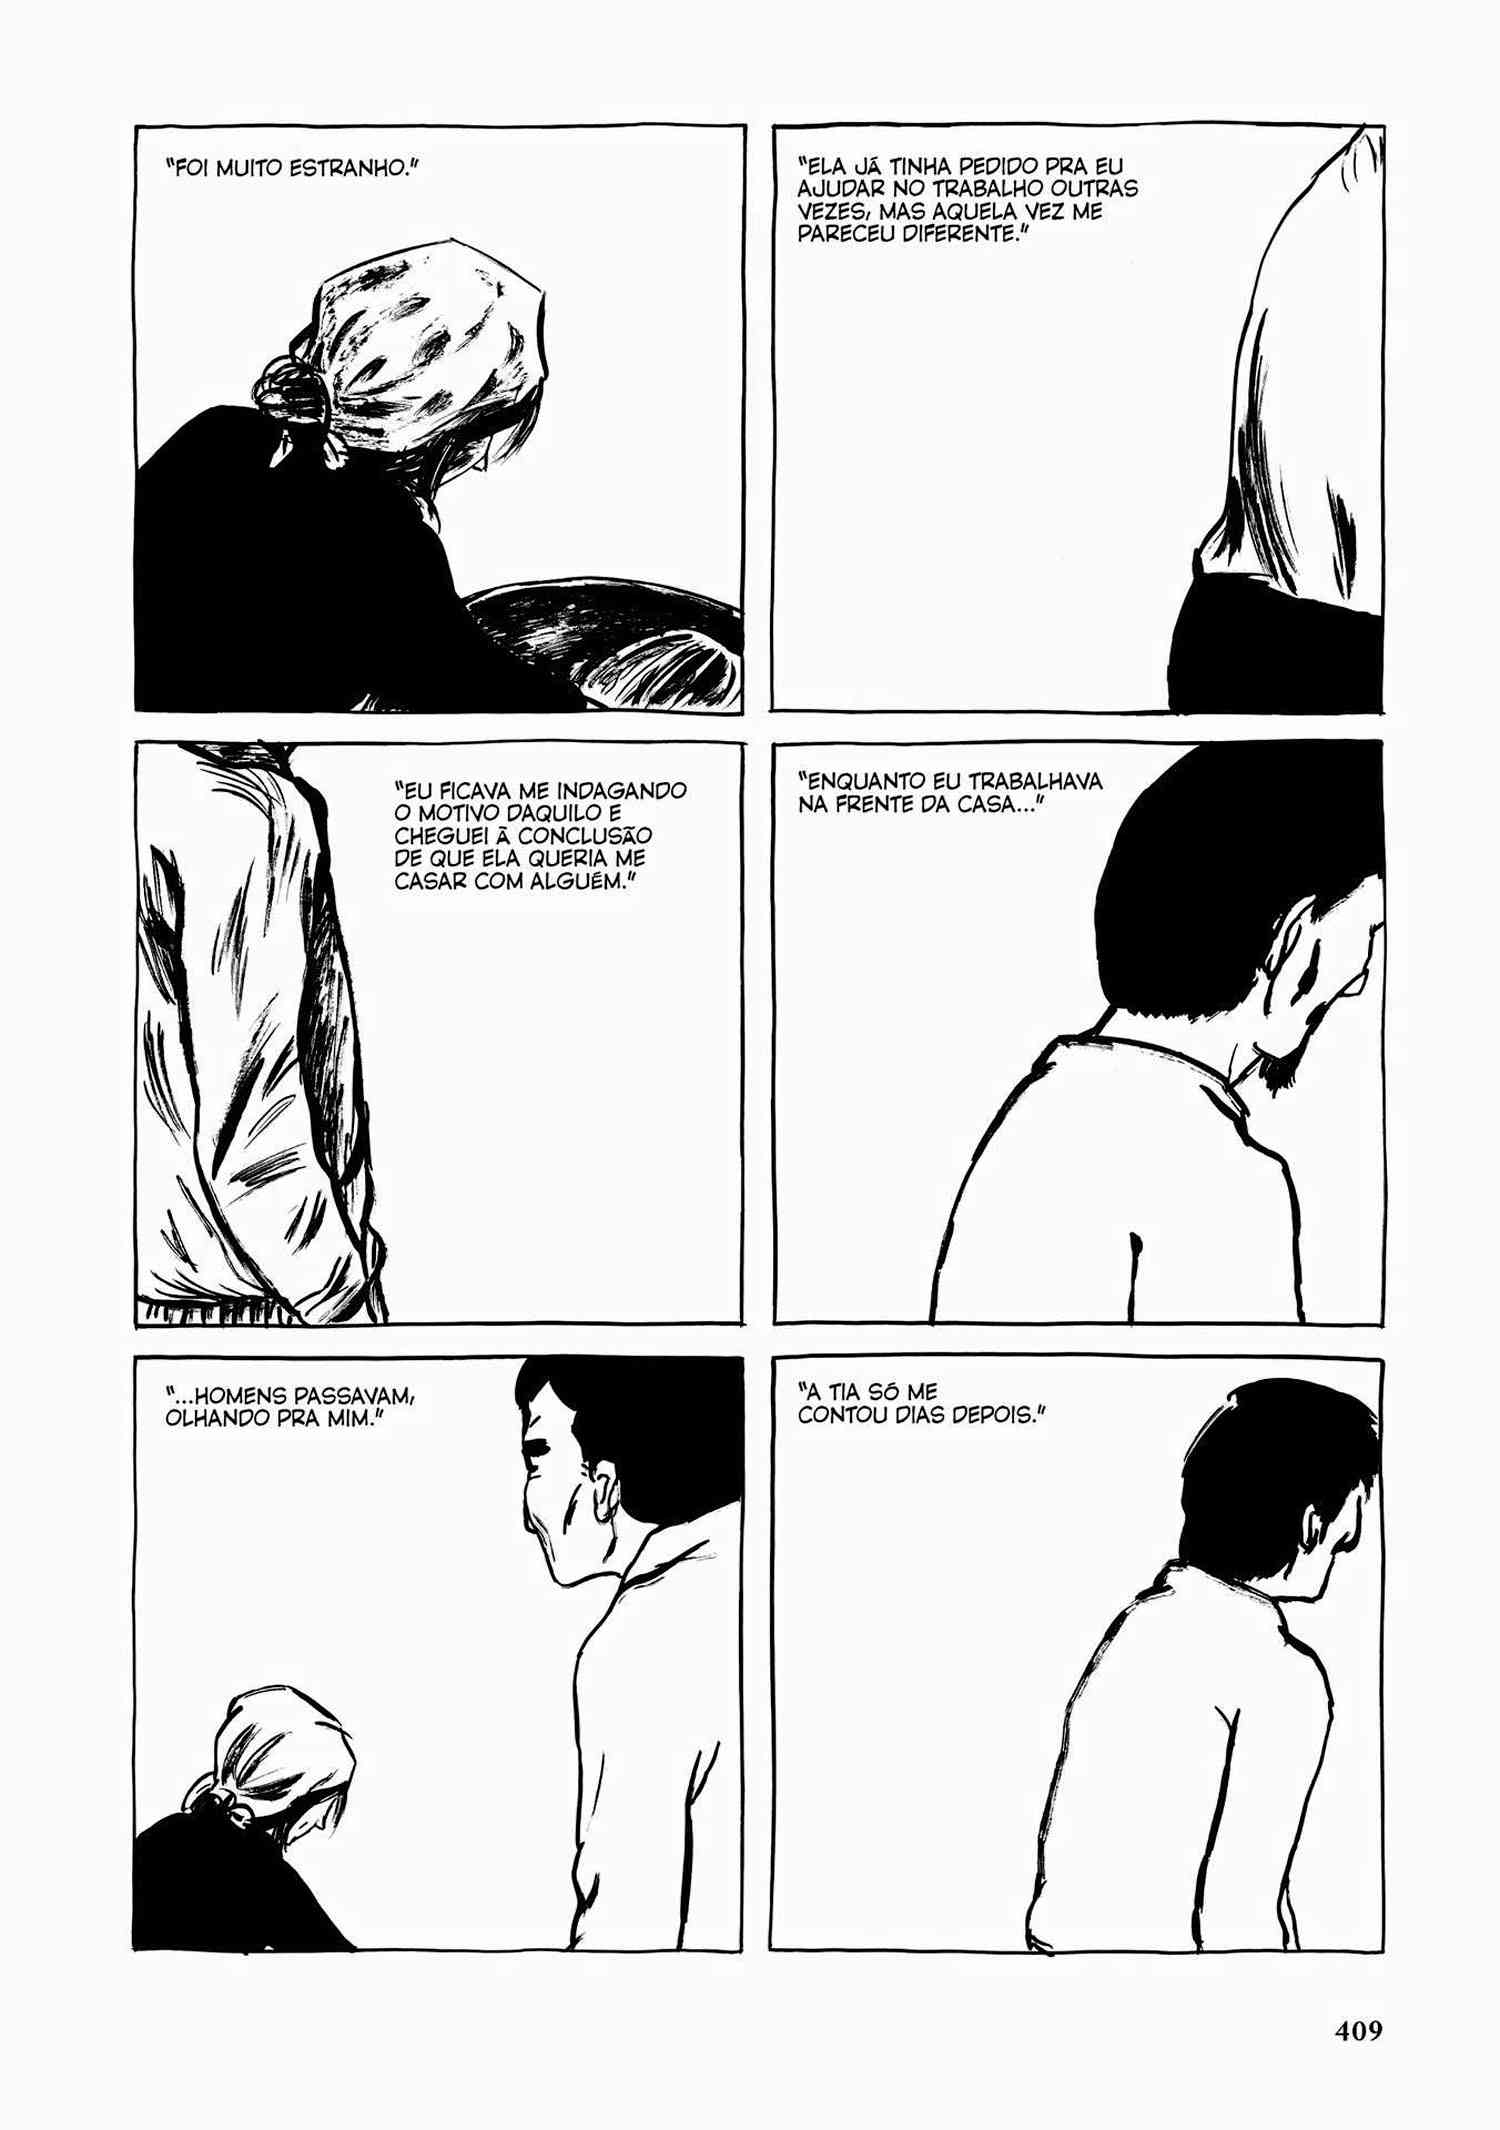 "FOI MUITO ESTRANHO."
"ELA JÁ TINHA PEDIDO PRA EU
AJUDAR NO TRABALHO OUTRAS
VEZES, MAS AQUELA VEZ ME
PARECEU DIFERENTE."
"EU FICAVA ME INDAGANDO
O MOTIVO DAQUILO E
CHEGUEI À CONCLUSÃO
DE QUE ELA QUERIA ME
CASAR COM ALGUÉM."
"ENQUANTO EU TRABALHAVA
NA FRENTE DA CASA..."
"...HOMENS PASSAVAM,
OLHANDO PRA MIM."
"A TIA SÓ ME
CONTOU DIAS DEPOIS."
409